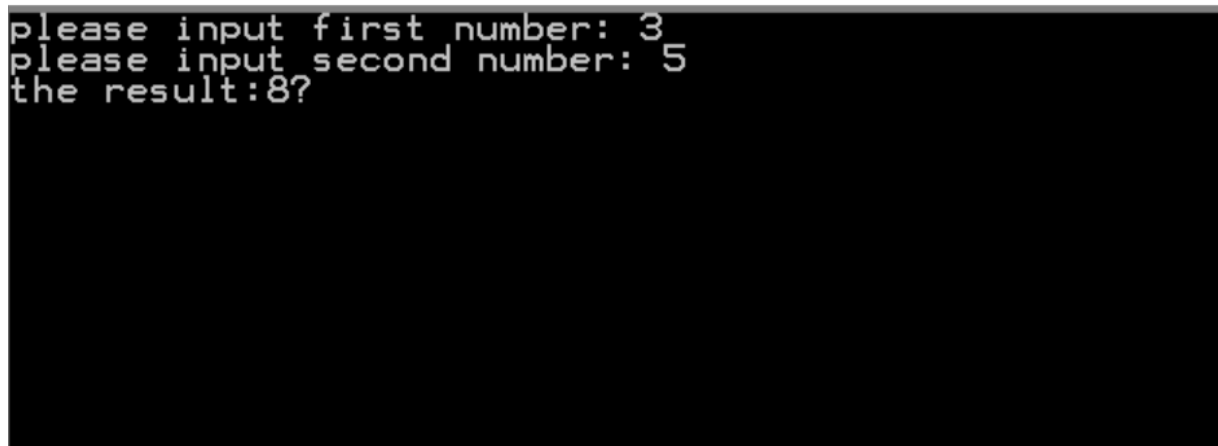 please input first number: 3
please input second number: 5
the result:8?